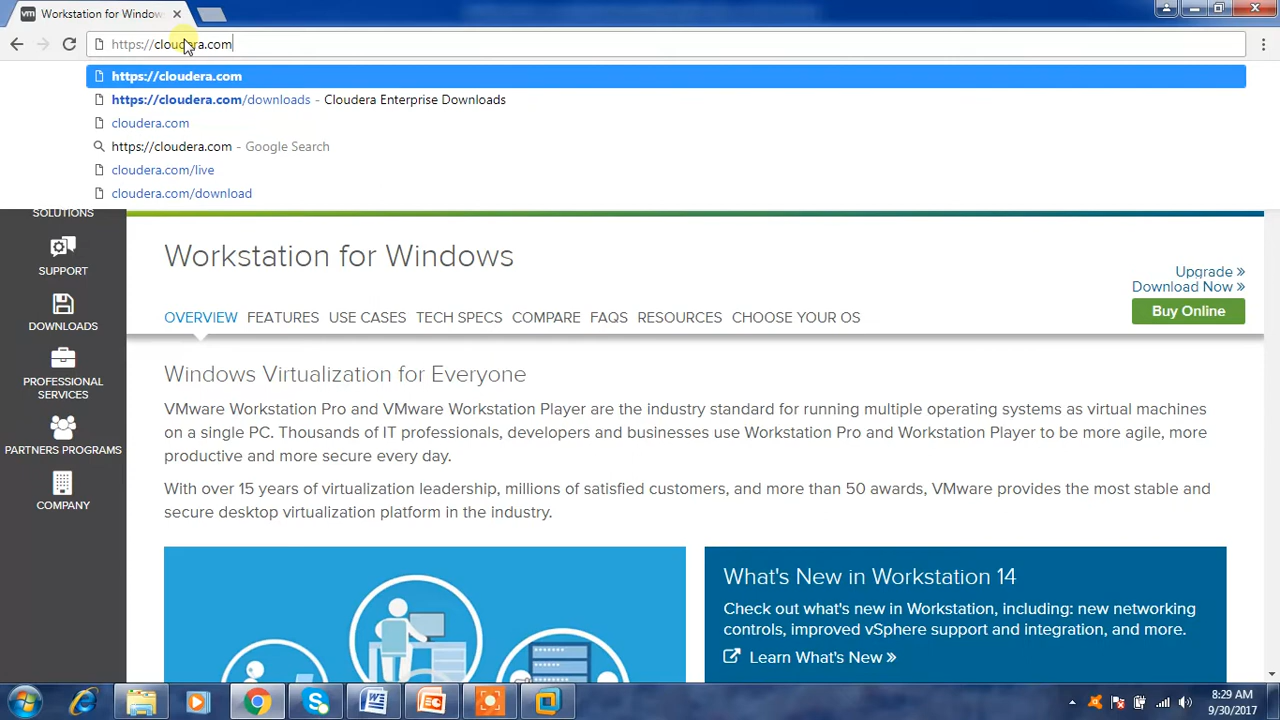 vm Workstation for Window
https://cloudera.com
https://cloudera.com
https://cloudera.com/downloads - Cloudera Enterprise Downloads
cloudera.com
https://cloudera.com - Google Search
cloudera.com/live
cloudera.com/download
SOLUTIONS
SUPPORT
DOWNLOADS
PROFESSIONAL
SERVICES
PARTNERS PROGRAMS
COMPANY
Workstation for Windows
Upgrade »
Download Now »
Buy Online
OVERVIEW FEATURES USE CASES TECH SPECS COMPARE FAQS RESOURCES CHOOSE YOUR OS
Windows Virtualization for Everyone
VMware Workstation Pro and VMware Workstation Player are the industry standard for running multiple operating systems as virtual machines
on a single PC. Thousands of IT professionals, developers and businesses use Workstation Pro and Workstation Player to be more agile, more
productive and more secure every day.
With over 15 years of virtualization leadership, millions of satisfied customers, and more than 50 awards, VMware provides the most stable and
secure desktop virtualization platform in the industry.
What's New in Workstation 14
Check out what's new in Workstation, including: new networking
controls, improved vSphere support and integration, and more.
Learn What's New »
8:29 AM
9/30/2017